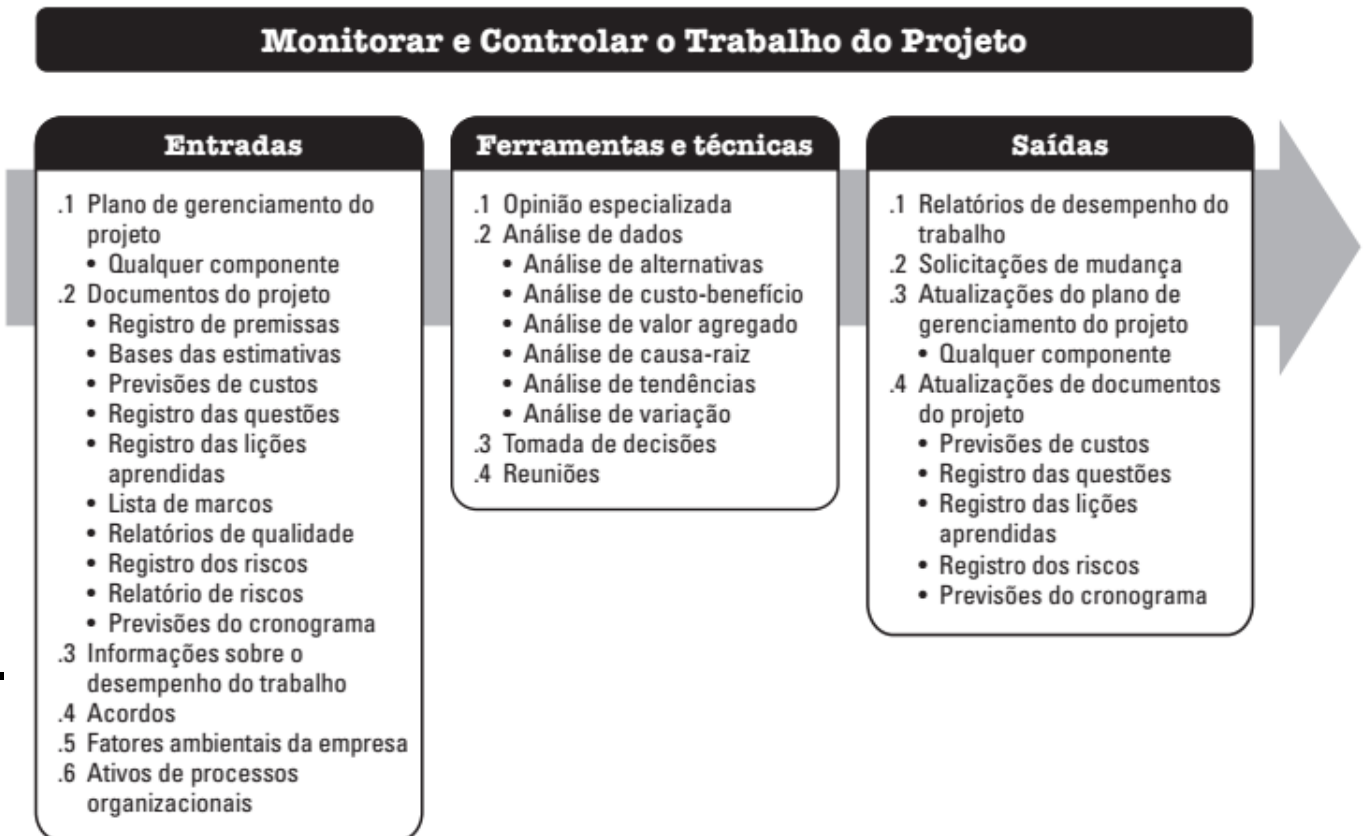 Monitorar e Controlar o Trabalho do Projeto
Entradas
.1 Plano de gerenciamento do
projeto
• Qualquer componente
.2 Documentos do projeto
• Registro de premissas
• Bases das estimativas
• Previsões de custos
• Registro das questões
• Registro das lições
aprendidas
• Lista de marcos
• Relatórios de qualidade
• Registro dos riscos
• Relatório de riscos
• Previsões do cronograma
.3 Informações sobre o
desempenho do trabalho
.4 Acordos
.5 Fatores ambientais da empresa
.6 Ativos de processos
organizacionais
Ferramentas e técnicas
.1 Opinião especializada
.2 Análise de dados
• Análise de alternativas
• Análise de custo-benefício
• Análise de valor agregado
• Análise de causa-raiz
• Análise de tendências
• Análise de variação
.3 Tomada de decisões
.4 Reuniões
Saídas
.1 Relatórios de desempenho do
trabalho
.2 Solicitações de mudança
.3 Atualizações do plano de
gerenciamento do projeto
• Qualquer componente
.4 Atualizações de documentos
do projeto
• Previsões de custos
• Registro das questões
• Registro das lições
aprendidas
• Registro dos riscos
• Previsões do cronograma